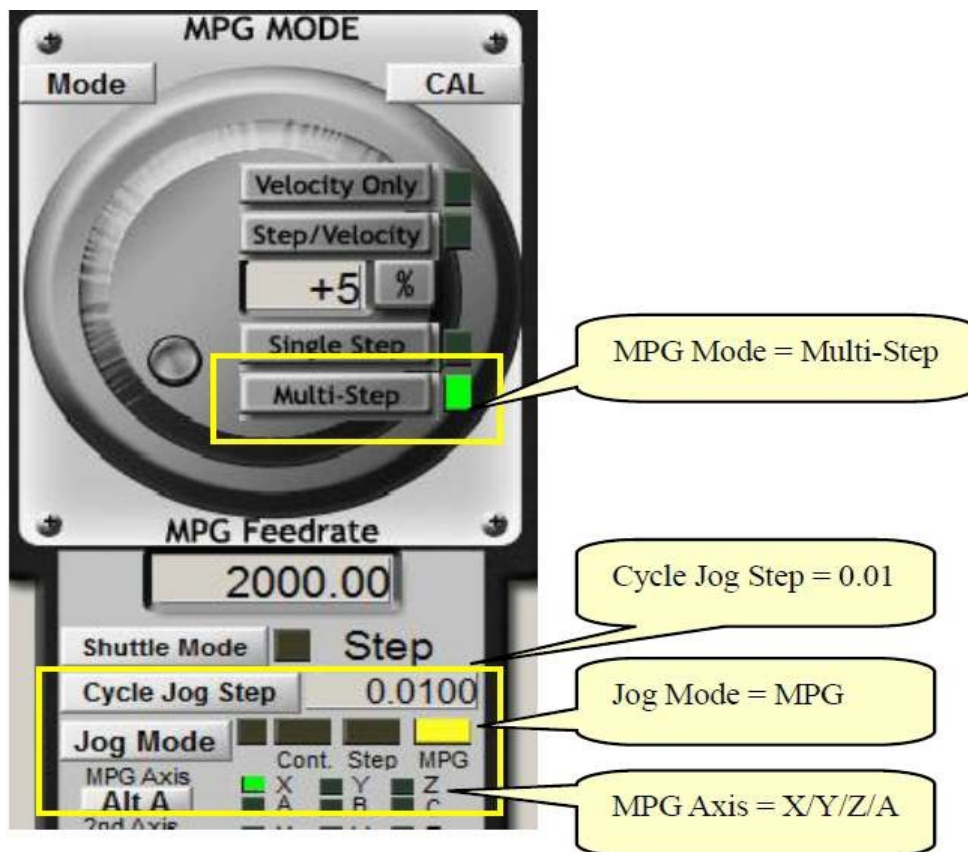 MPG MODE
Mode
CAL
Velocity Only
Step/Velocity
+5 %
Single Step
Multi-Step
MPG Mode = Multi-Step
MPG Feedrate
2000.00
Cycle Jog Step = 0.01
Shuttle Mode
Step
Cycle Jog Step 0.0100
Jog Mode = MPG
Jog Mode
Cont. Step MPG
MPG Axis
X Y Z
Alt A
A B C
MPG Axis = X/Y/Z/A
2nd Axis